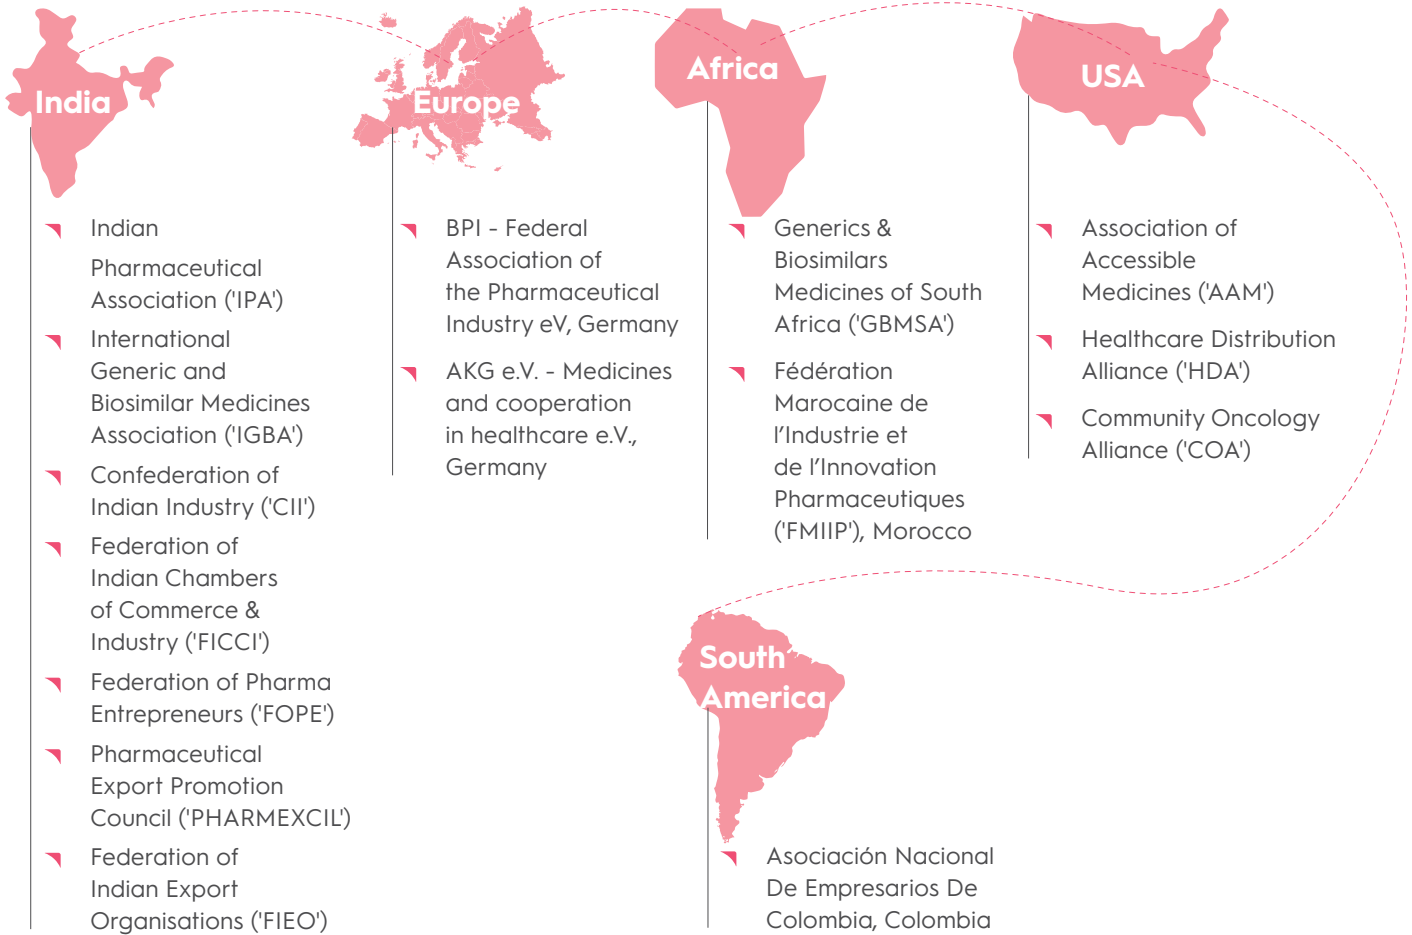 India
Indian
Pharmaceutical
Association ('IPA')
International
Generic and
Biosimilar Medicines
Association ('IGBA')
Confederation of
Indian Industry ('CII')
Federation of
Indian Chambers
of Commerce &
Industry ('FICCI')
Federation of Pharma
Entrepreneurs ('FOPE')
Pharmaceutical
Export Promotion
Council ('PHARMEXCIL')
Federation of
Indian Export
Organisations ('FIEO')
Europe
BPI - Federal
Association of
the Pharmaceutical
Industry eV, Germany
AKG e.V. - Medicines
and cooperation
in healthcare e.V.,
Germany
Africa
Generics &
Biosimilars
Medicines of South
Africa ('GBMSA')
Fédération
Marocaine de
l’Industrie et
de l’Innovation
Pharmaceutiques
('FMIIP'), Morocco
USA
Association of
Accessible
Medicines ('AAM')
Healthcare Distribution
Alliance ('HDA')
Community Oncology
Alliance ('COA')
South
America
Asociación Nacional
De Empresarios De
Colombia, Colombia